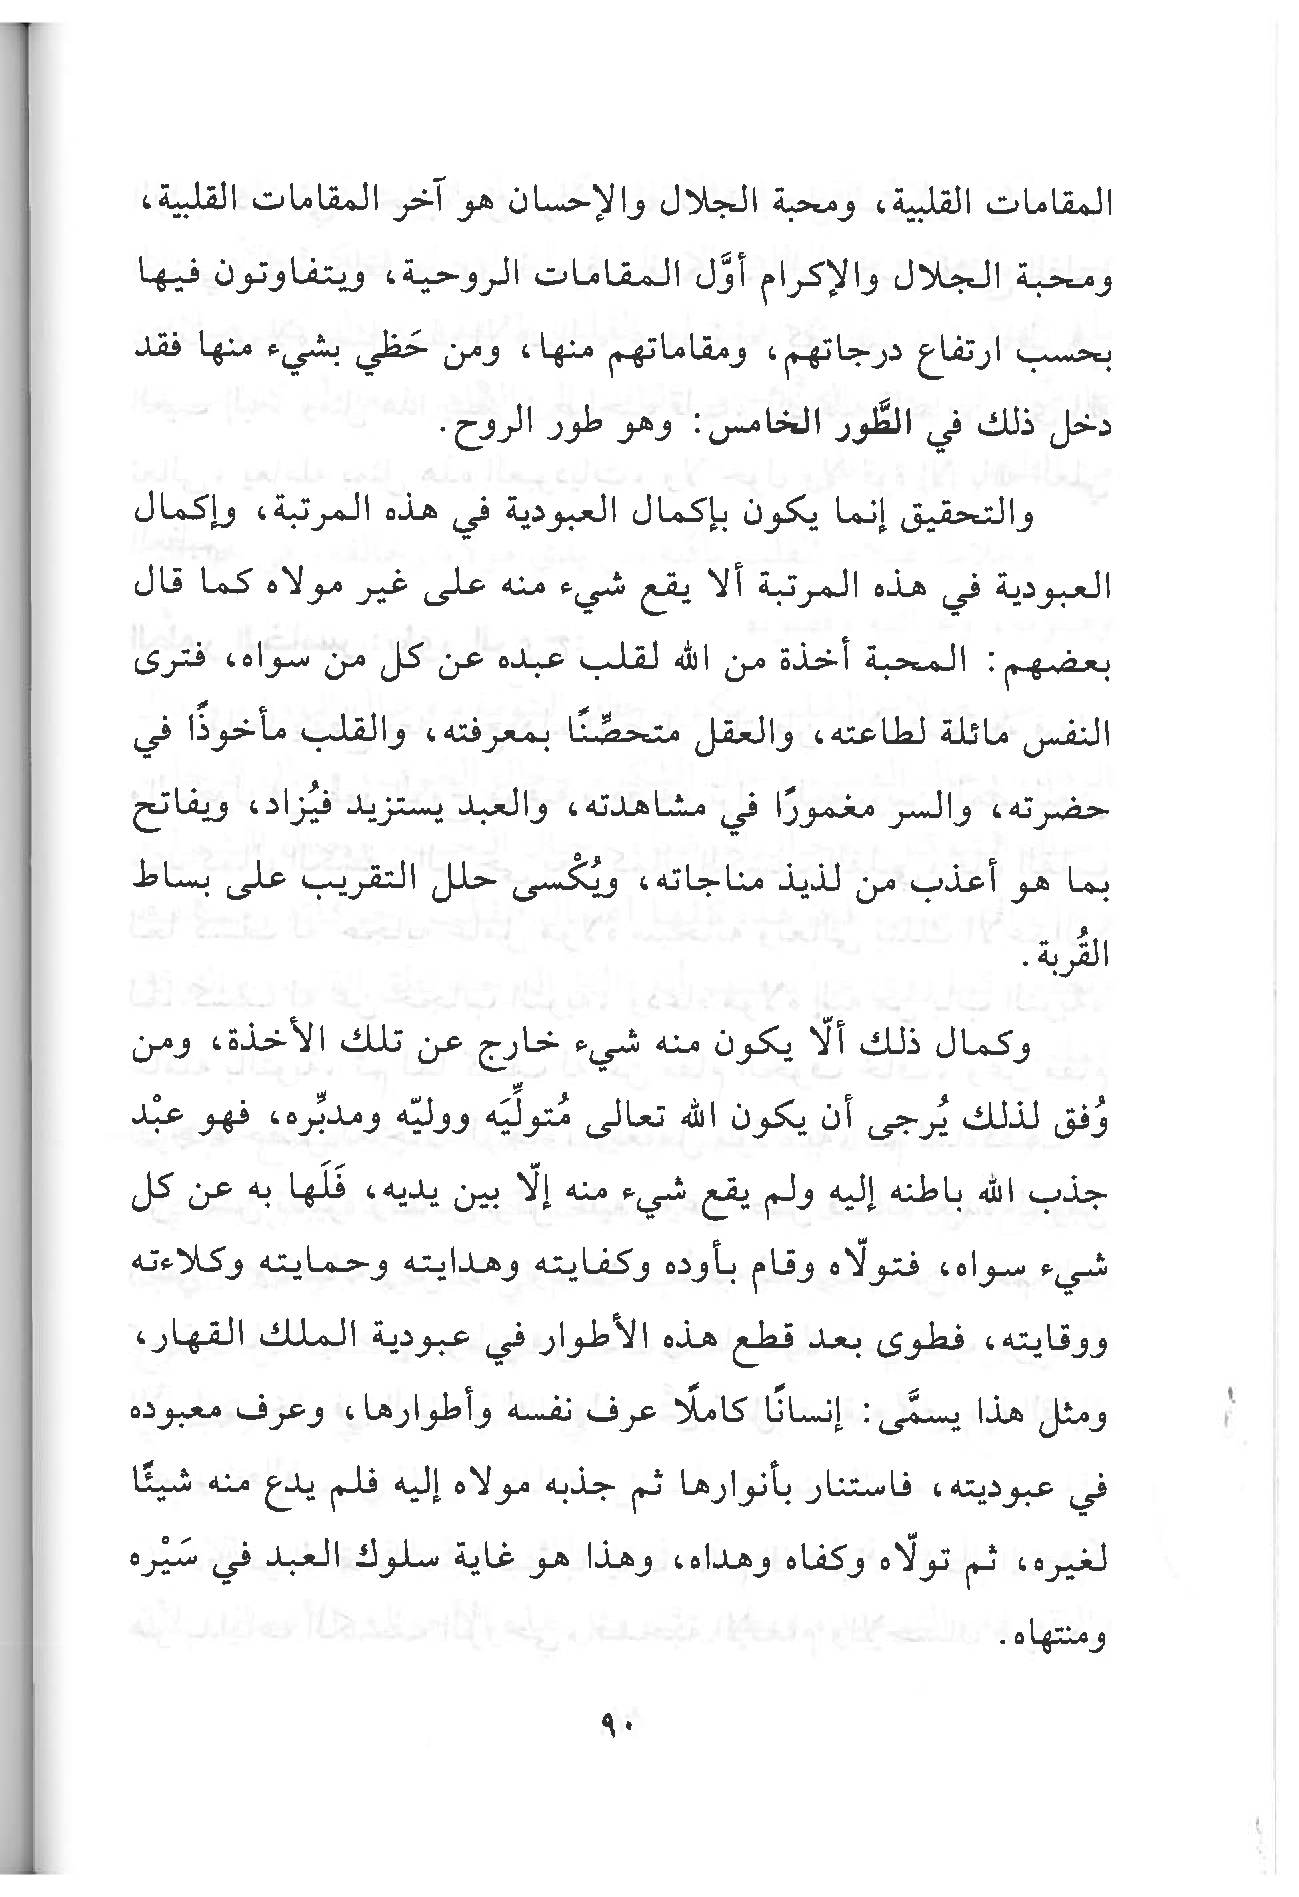 المقامات القلبية، ومحبة الجلال والإحسان هو آخر المقامات القلبية،
ومحبة الجلال والإكرام أوَّل المقامات الروحية، ويتفاوتون فيها
بحسب ارتفاع درجاتهم، ومقاماتهم منها، ومن حَظي بشيء منها فقد
دخل ذلك في الطَّور الخامس: وهو طور الروح.
والتحقيق إنما يكون بإكمال العبودية في هذه المرتبة، وإكمال
العبودية في هذه المرتبة ألا يقع شيء منه على غير مولاه كما قال
بعضهم: المحبة أخذة من الله لقلب عبده عن كل من سواه، فترى
النفس مائلة لطاعته، والعقل متحصِّنًا بمعرفته، والقلب مأخوذًا في
حضرته، والسر مغمورًا في مشاهدته، والعبد يستزيد فيُزاد، ويفاتح
بما هو أعذب من لذيذ مناجاته، ويُكْسى حلل التقريب على بساط
القُربة.
وكمال ذلك ألّا يكون منه شيء خارج عن تلك الأخذة، ومن
وُفق لذلك يُرجى أن يكون الله تعالى مُتولِّيَه ووليّه ومدبِّره، فهو عبْد
جذب الله باطنه إليه ولم يقع شيء منه إلّا بين يديه، فَلَها به عن كل
شيء سواه، فتولّاه وقام بأوده وكفايته وهدايته وحمايته وكلاءته
ووقايته، فطوى بعد قطع هذه الأطوار في عبودية الملك القهار،
ومثل هذا يسمَّى: إنسانًا كاملًا عرف نفسه وأطوارها، وعرف معبوده
في عبوديته، فاستنار بأنوارها ثم جذبه مولاه إليه فلم يدع منه شيئًا
لغيره، ثم تولّاه وكفاه وهداه، وهذا هو غاية سلوك العبد في سَيْره
ومنتهاه.
٩٠